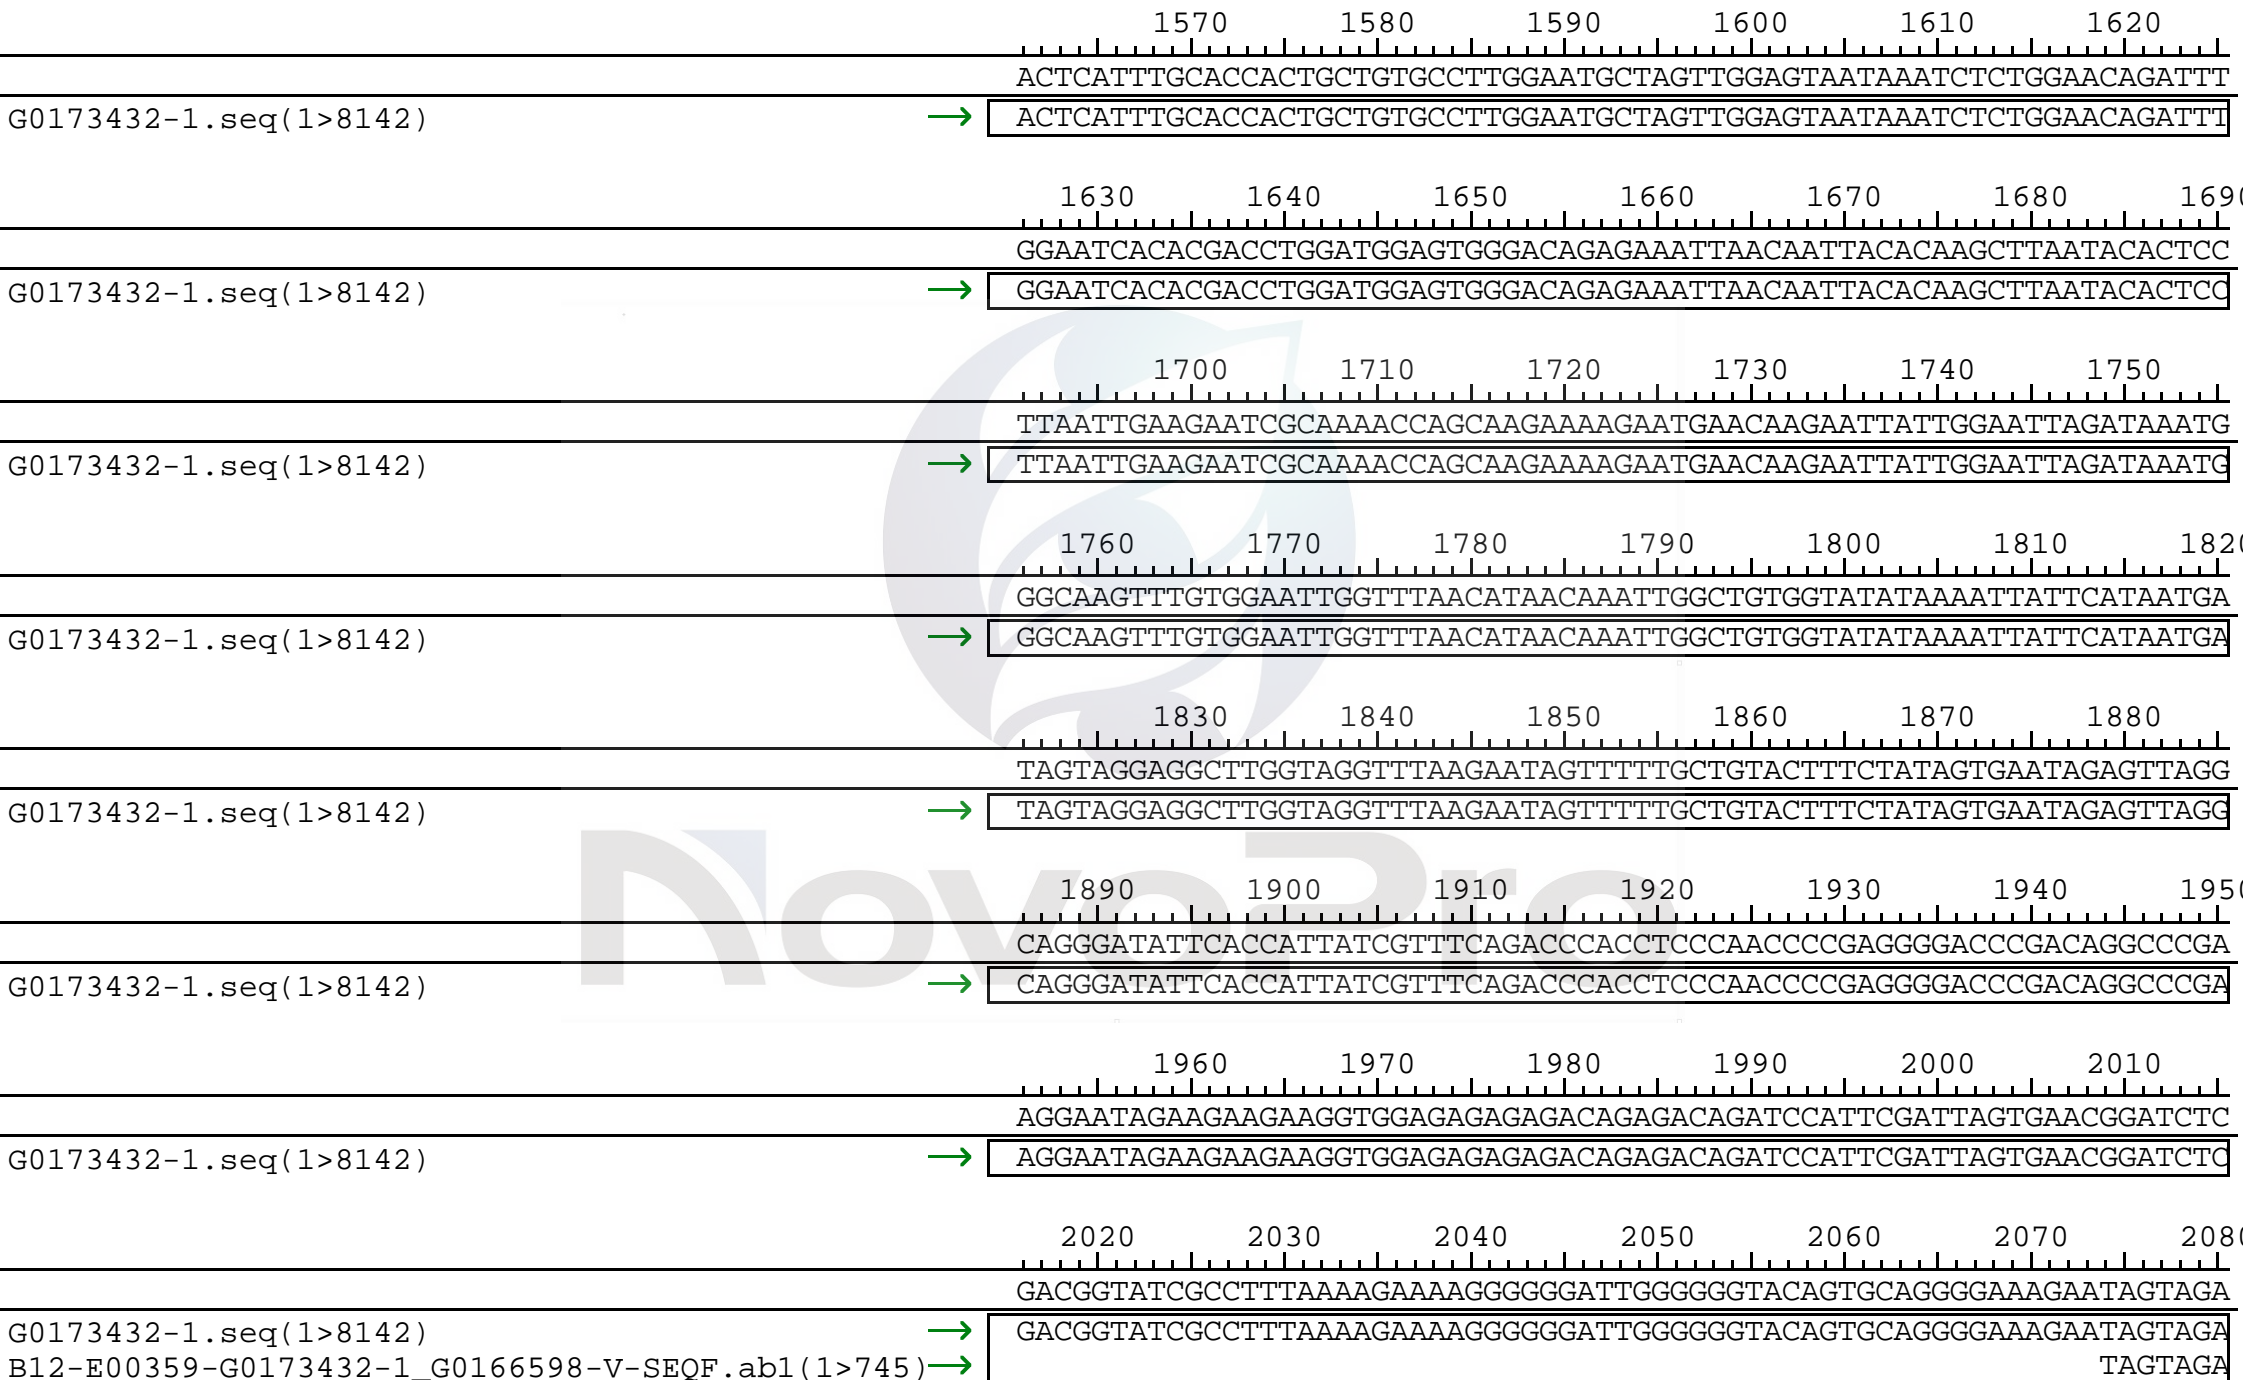 1570 1580 1590 1600 1610 1620
ACTCATTTGCACCACTGCTGTGCCTTGGAATGCTAGTTGGAGTAATAAATCTCTGGAACAGATTT
G0173432-1.seq(1>8142) → ACTCATTTGCACCACTGCTGTGCCTTGGAATGCTAGTTGGAGTAATAAATCTCTGGAACAGATTT
1630 1640 1650 1660 1670 1680 1690
GGAATCACACGACCTGGATGGAGTGGGACAGAGAAATTAACAATTACACAAGCTTAATACACTCC
G0173432-1.seq(1>8142) → GGAATCACACGACCTGGATGGAGTGGGACAGAGAAATTAACAATTACACAAGCTTAATACACTCC
1700 1710 1720 1730 1740 1750
TTAATTGAAGAATCGCAAAACCAGCAAGAAAAGAATGAACAAGAATTATTGGAATTAGATAAATG
G0173432-1.seq(1>8142) → TTAATTGAAGAATCGCAAAACCAGCAAGAAAAGAATGAACAAGAATTATTGGAATTAGATAAATG
1760 1770 1780 1790 1800 1810 1820
GGCAAGTTTGTGGAATTGGTTTAACATAACAAATTGGCTGTGGTATATAAAATTATTCATAATGA
G0173432-1.seq(1>8142) → GGCAAGTTTGTGGAATTGGTTTAACATAACAAATTGGCTGTGGTATATAAAATTATTCATAATGA
1830 1840 1850 1860 1870 1880
TAGTAGGAGGCTTGGTAGGTTTAAGAATAGTTTTTGCTGTACTTTCTATAGTGAATAGAGTTAGG
G0173432-1.seq(1>8142) → TAGTAGGAGGCTTGGTAGGTTTAAGAATAGTTTTTGCTGTACTTTCTATAGTGAATAGAGTTAGG
NovoPro
1890 1900 1910 1920 1930 1940 1950
CAGGGATATTCACCATTATCGTTTCAGACCCACCTCCCAACCCCGAGGGGACCCGACAGGCCCGA
G0173432-1.seq(1>8142) → CAGGGATATTCACCATTATCGTTTCAGACCCACCTCCCAACCCCGAGGGGACCCGACAGGCCCGA
1960 1970 1980 1990 2000 2010
AGGAATAGAAGAAGAAGGTGGAGAGAGAGACAGAGACAGATCCATTCGATTAGTGAACGGATCTC
G0173432-1.seq(1>8142) → AGGAATAGAAGAAGAAGGTGGAGAGAGAGACAGAGACAGATCCATTCGATTAGTGAACGGATCTC
2020 2030 2040 2050 2060 2070 2080
GACGGTATCGCCTTTAAAAGAAAAGGGGGGATTGGGGGGTACAGTGCAGGGGAAAGAATAGTAGA
G0173432-1.seq(1>8142) → GACGGTATCGCCTTTAAAAGAAAAGGGGGGATTGGGGGGTACAGTGCAGGGGAAAGAATAGTAGA
B12-E00359-G0173432-1_G0166598-V-SEQF.ab1(1>745) → TAGTAGA